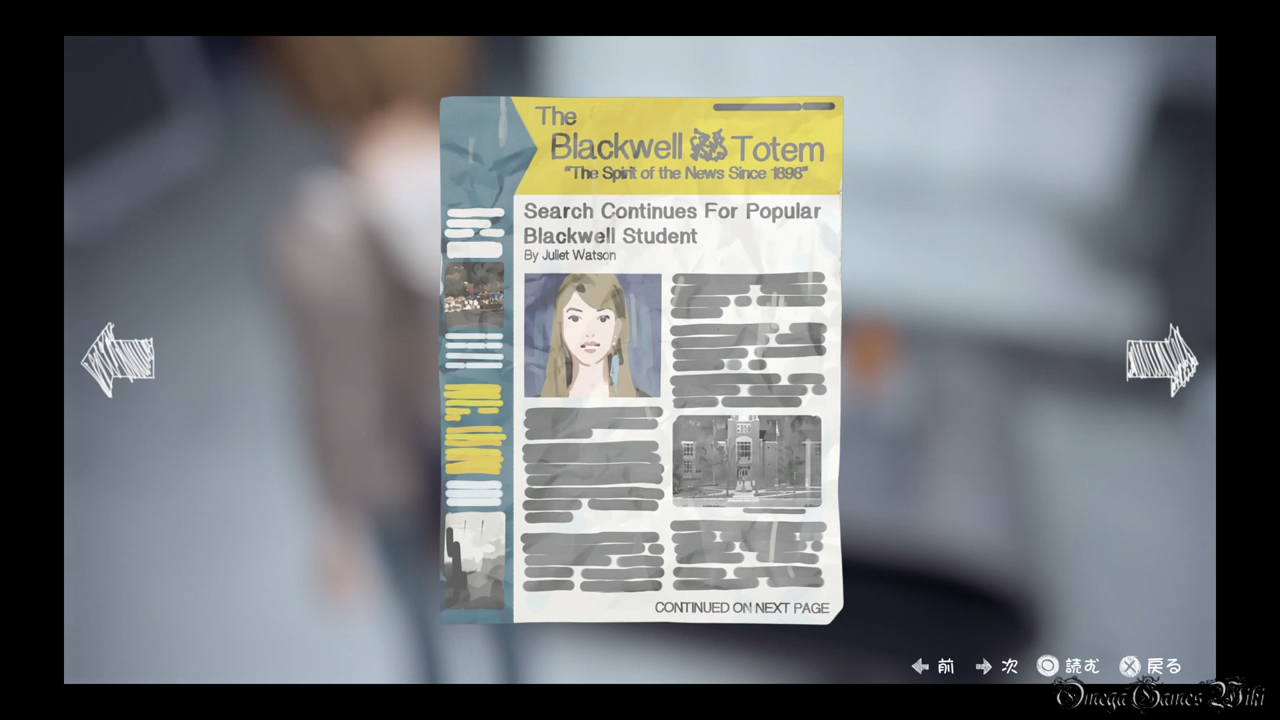 The
Blackwell Totem
"The Spirit of the News Since 1898"
Search Continues For Popular
Blackwell Student
By Juliet Watson
CONTINUED ON NEXT PAGE
前 次 読む 戻る
Omega Games Wiki